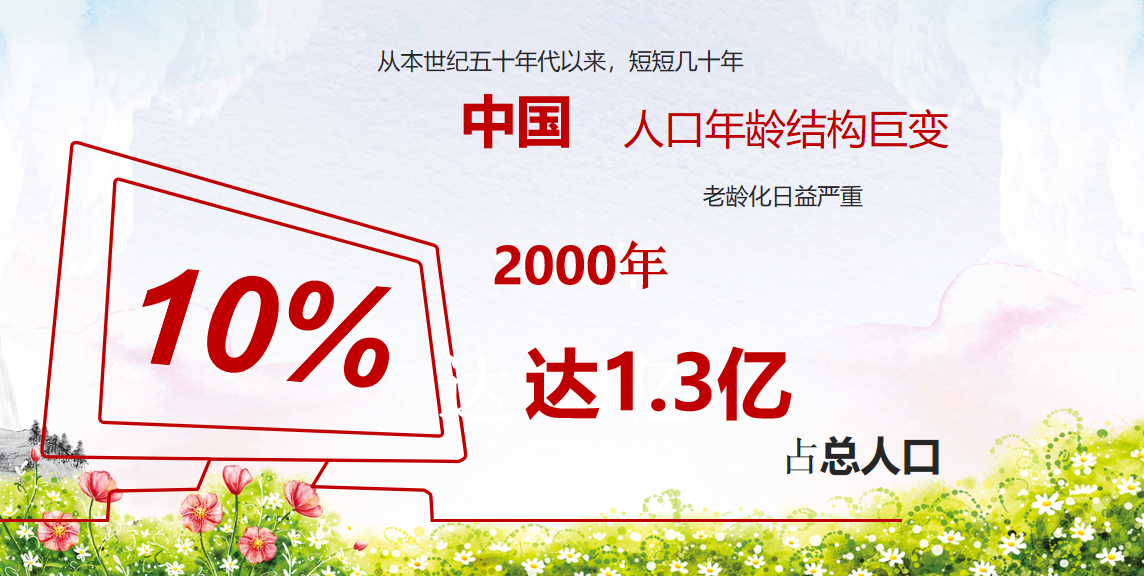 从本世纪五十年代以来，短短几十年
中国 人口年龄结构巨变
老龄化日益严重
2000年
10%
达1.3亿
占总人口